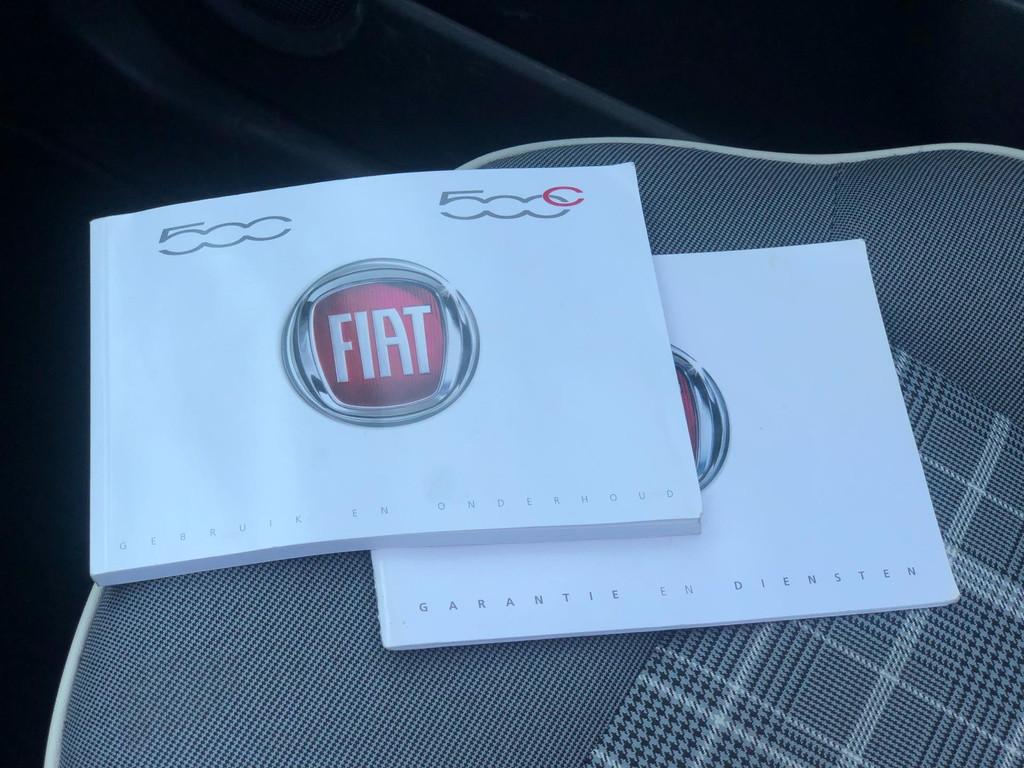 500
500C
FIAT
GEBRUIK EN ONDERHOUD
GARANTIE EN DIENSTEN